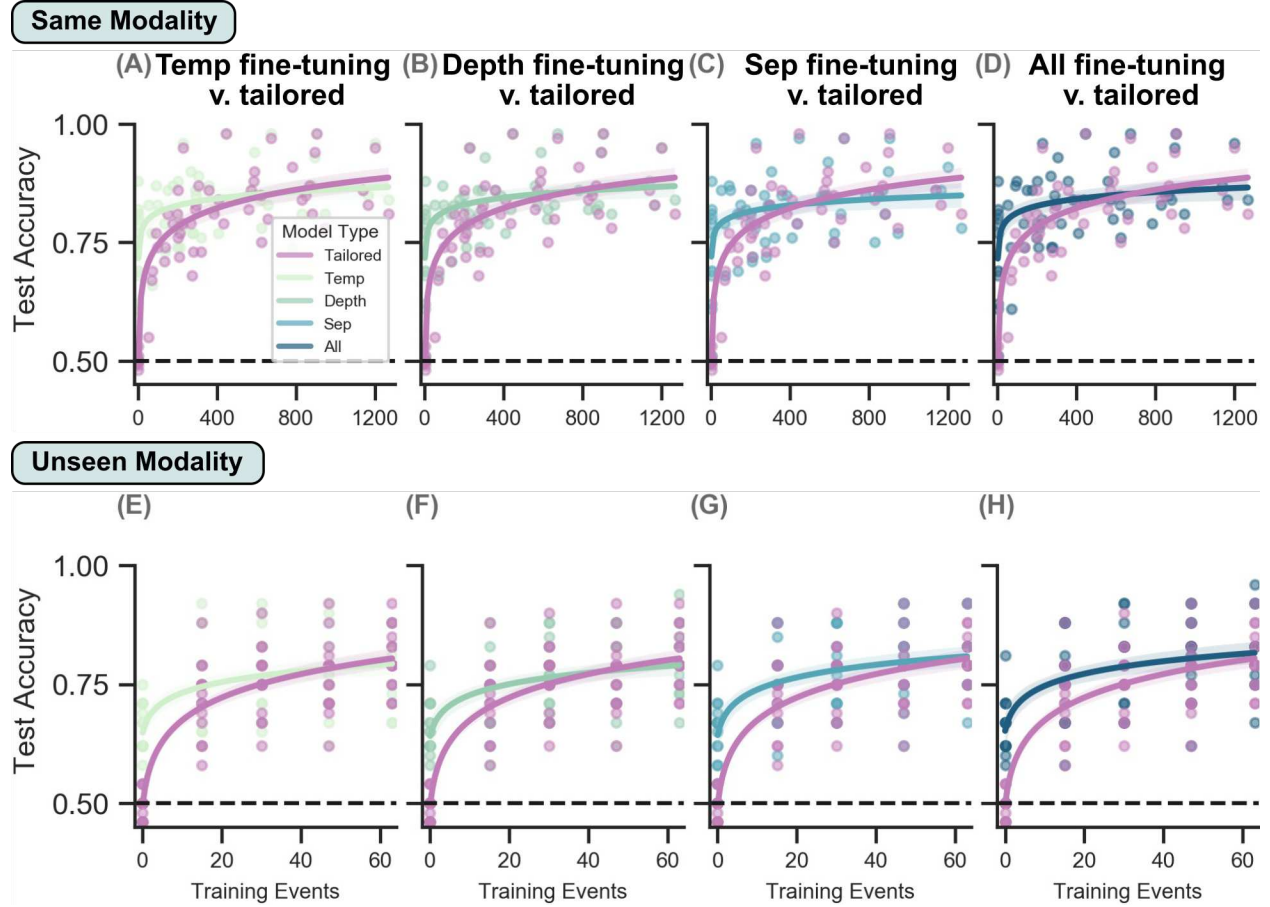 Same Modality
(A) Temp fine-tuning
v. tailored
(B) Depth fine-tuning
v. tailored
(C) Sep fine-tuning
v. tailored
(D) All fine-tuning
v. tailored
Test Accuracy
1.00
0.75
0.50
Model Type
Tailored
Temp
Depth
Sep
All
0 400 800 1200
0 400 800 1200
0 400 800 1200
0 400 800 1200
Unseen Modality
(E)
(F)
(G)
(H)
Test Accuracy
1.00
0.75
0.50
0 20 40 60
0 20 40 60
0 20 40 60
0 20 40 60
Training Events
Training Events
Training Events
Training Events